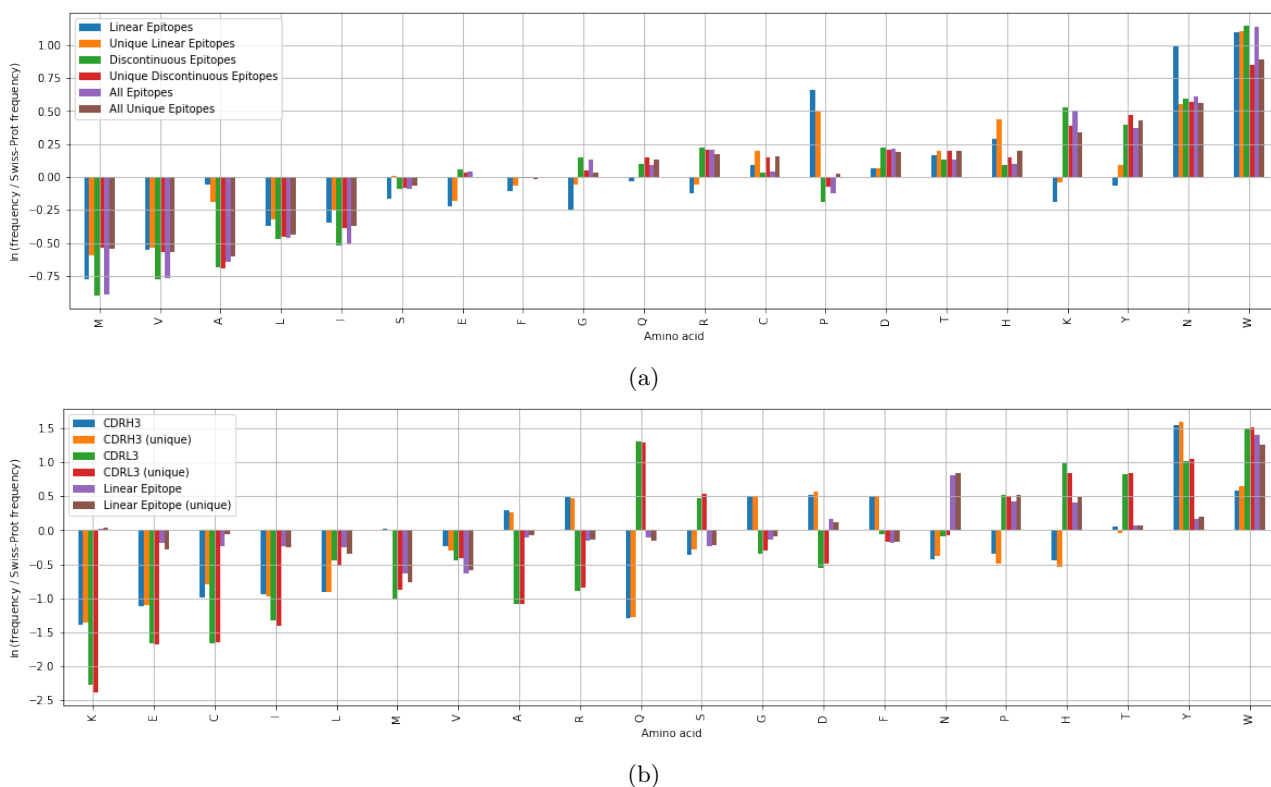 ln (frequency / Swiss-Prot frequency)
1.00
0.75
0.50
0.25
0.00
−0.25
−0.50
−0.75
Linear Epitopes
Unique Linear Epitopes
Discontinuous Epitopes
Unique Discontinuous Epitopes
All Epitopes
All Unique Epitopes
M V A L I S E F G Q R C P D T H K Y N W
Amino acid
(a)
ln (frequency / Swiss-Prot frequency)
1.5
1.0
0.5
0.0
−0.5
−1.0
−1.5
−2.0
−2.5
CDRH3
CDRH3 (unique)
CDRL3
CDRL3 (unique)
Linear Epitope
Linear Epitope (unique)
K E C I L M V A R Q S G D F N P H T Y W
Amino acid
(b)